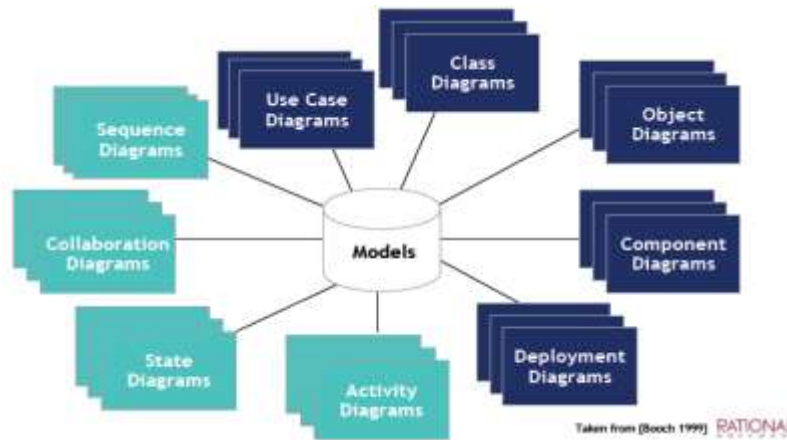 Class
Diagrams
Use Case
Diagrams
Object
Diagrams
Sequence
Diagrams
Collaboration
Diagrams
Models
Component
Diagrams
State
Diagrams
Activity
Diagrams
Deployment
Diagrams
Taken from [Booch 1999]
RATIONAL